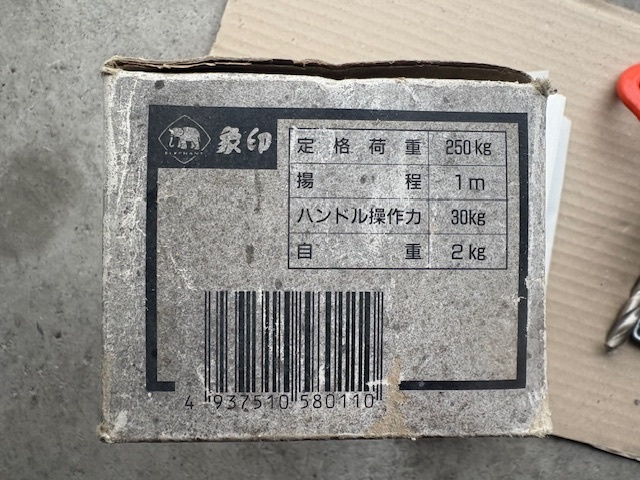 ELEPHANT
象印
定格荷重 250kg
揚程 1m
ハンドル操作力 30kg
自重 2kg
4 937510 580110